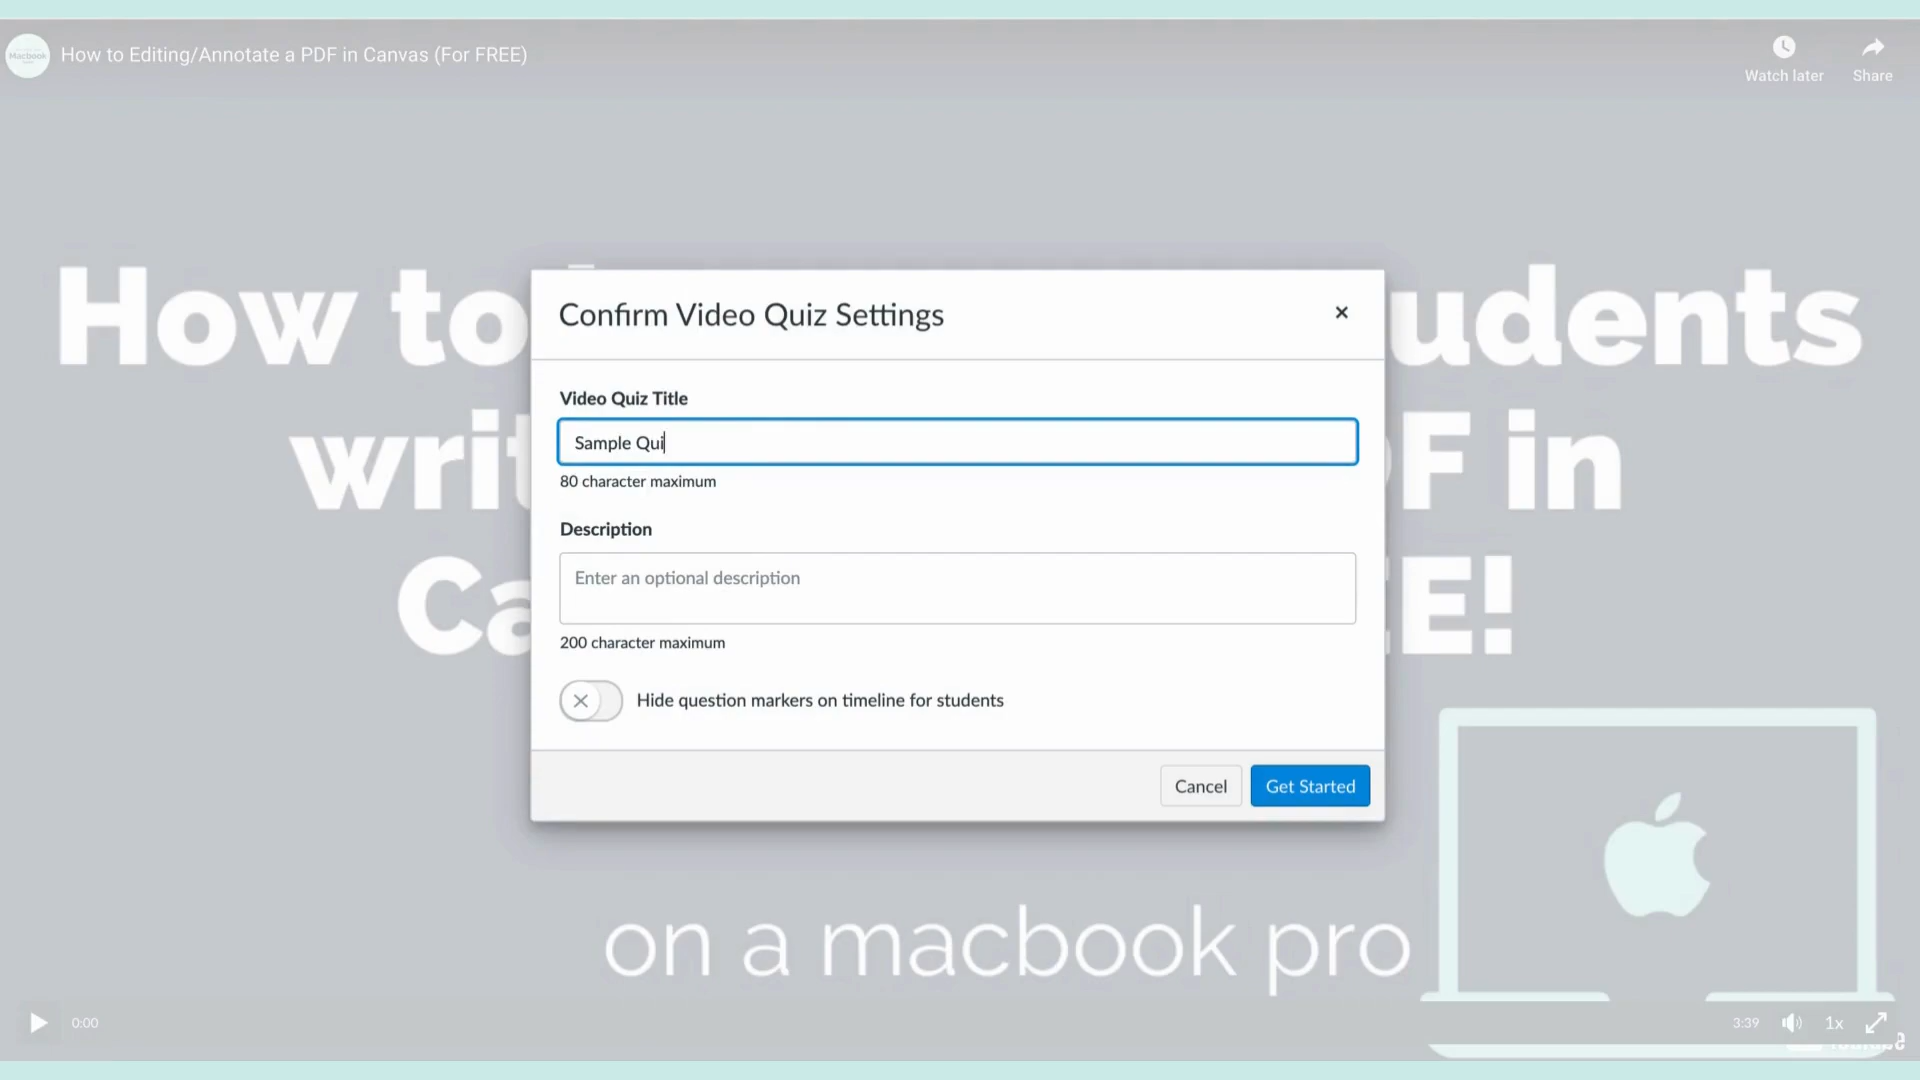 Macbook
How to Editing/Annotate a PDF in Canvas (For FREE)
Watch later
Share
How to
udents
writ
F in
Ca
E!
on a macbook pro
Confirm Video Quiz Settings
Video Quiz Title
Sample Qui
80 character maximum
Description
Enter an optional description
200 character maximum
Hide question markers on timeline for students
Cancel
Get Started
0:00
3:39
1x